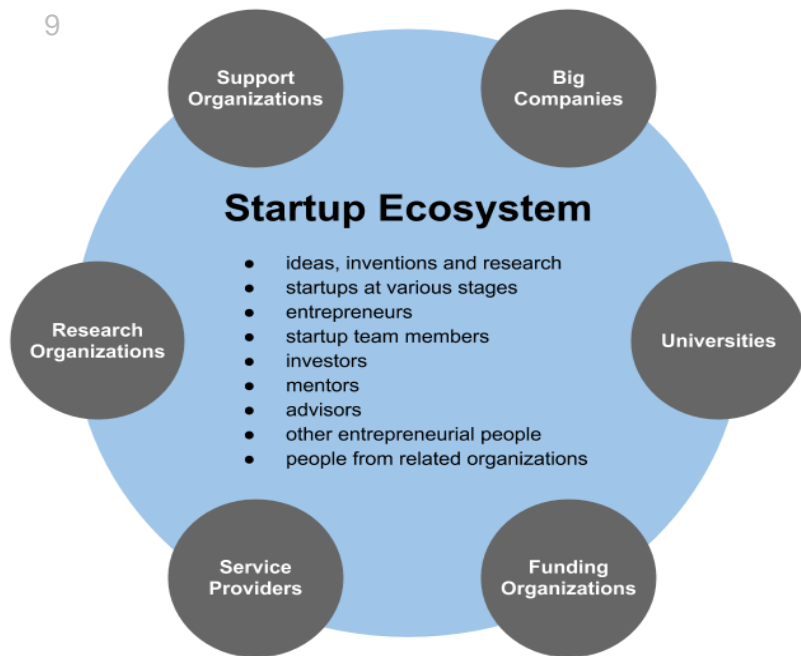 9
Support
Organizations
Big
Companies
Startup Ecosystem
● ideas, inventions and research
● startups at various stages
● entrepreneurs
● startup team members
● investors
● mentors
● advisors
● other entrepreneurial people
● people from related organizations
Research
Organizations
Universities
Service
Providers
Funding
Organizations